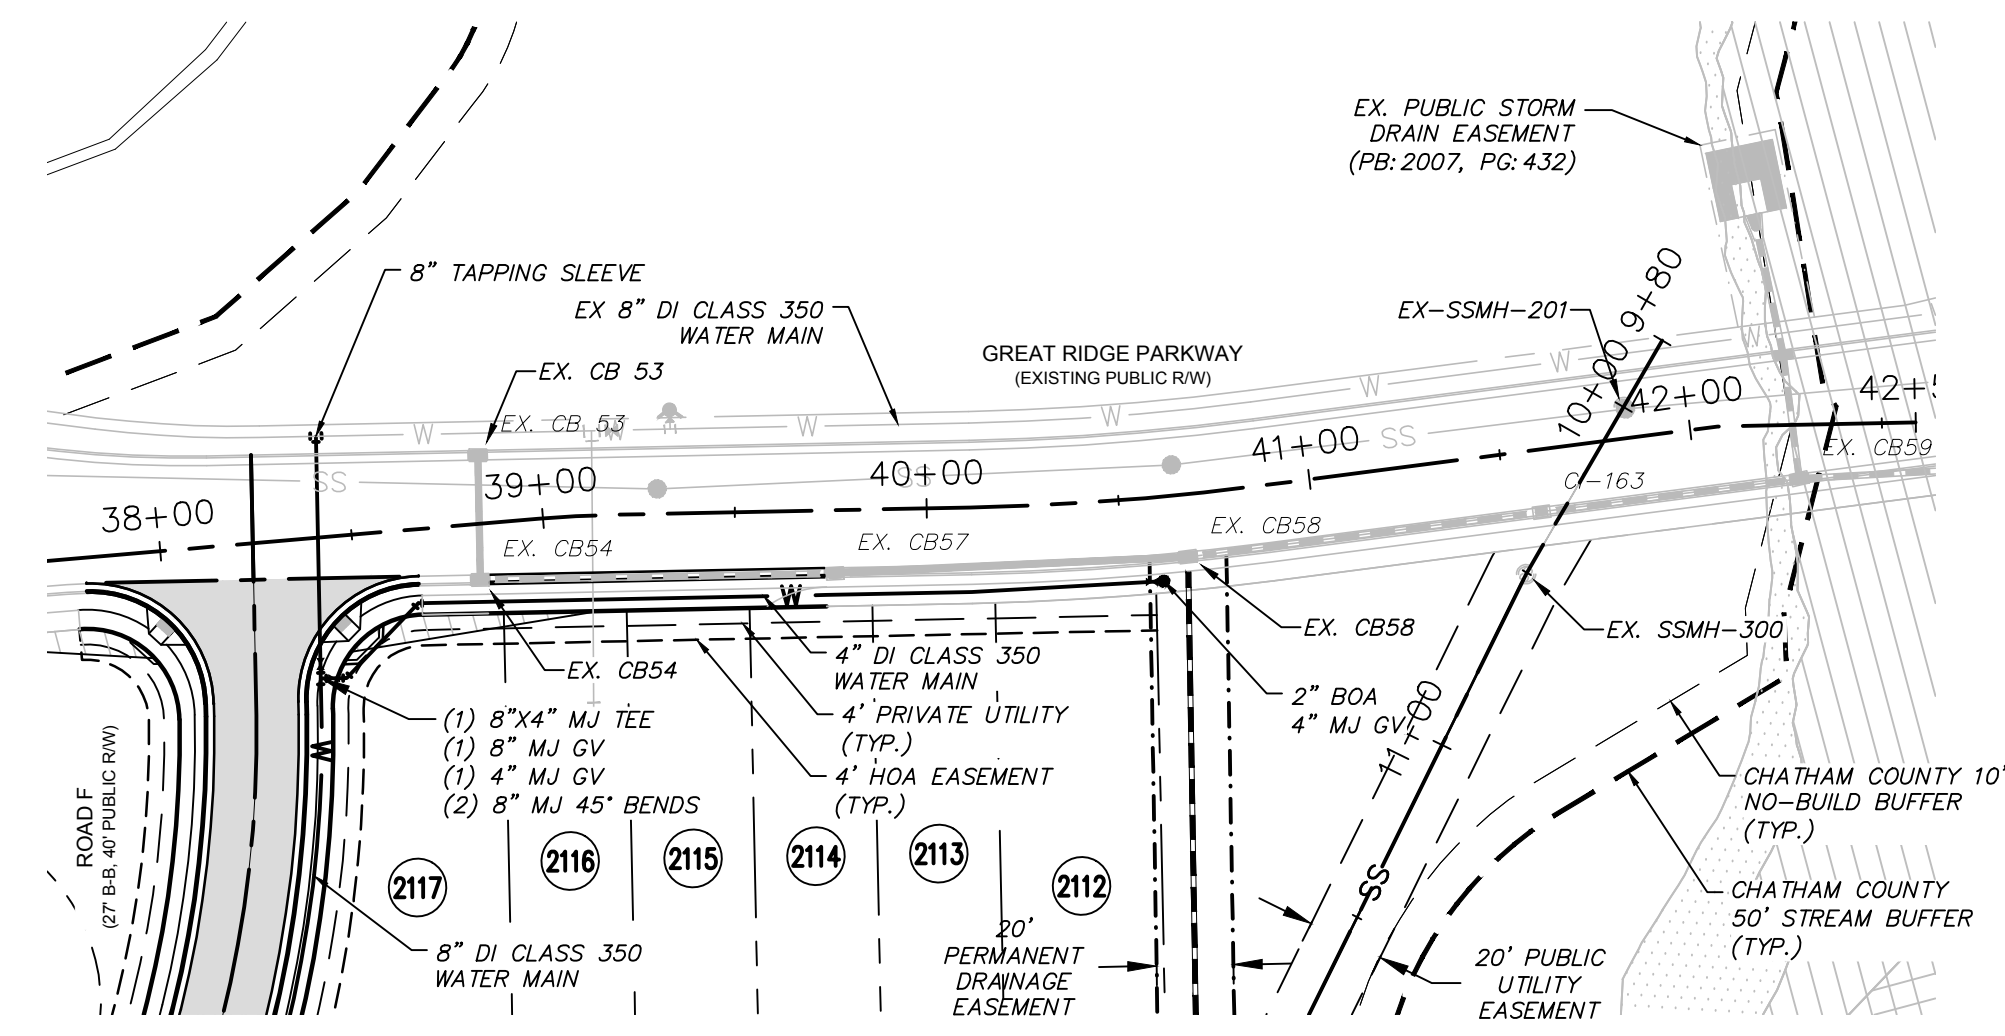 EX. PUBLIC STORM
DRAIN EASEMENT
(PB:2007, PG:432)
8" TAPPING SLEEVE
EX 8" DI CLASS 350
WATER MAIN
EX-SSMH-201
9+80
10+00
GREAT RIDGE PARKWAY
(EXISTING PUBLIC R/W)
EX. CB 53
EX. CB 53
W
W
W
W
W
W
W
42+00
SS
SS
SS
38+00
39+00
40+00
41+00
EX. CB59
CI-163
EX. CB54
EX. CB57
EX. CB58
W
EX. CB54
4" DI CLASS 350
WATER MAIN
EX. CB58
EX. SSMH-300
2" BOA
4" MJ GV
11+00
(1) 8"X4" MJ TEE
(1) 8" MJ GV
(1) 4" MJ GV
(2) 8" MJ 45° BENDS
4' PRIVATE UTILITY
(TYP.)
4' HOA EASEMENT
(TYP.)
W
ROAD F
(27' B-B, 40' PUBLIC R/W)
CHATHAM COUNTY 10'
NO-BUILD BUFFER
(TYP.)
2117
2116
2115
2114
2113
2112
SS
CHATHAM COUNTY
50' STREAM BUFFER
(TYP.)
8" DI CLASS 350
WATER MAIN
20'
PERMANENT
DRAINAGE
EASEMENT
20' PUBLIC
UTILITY
EASEMENT